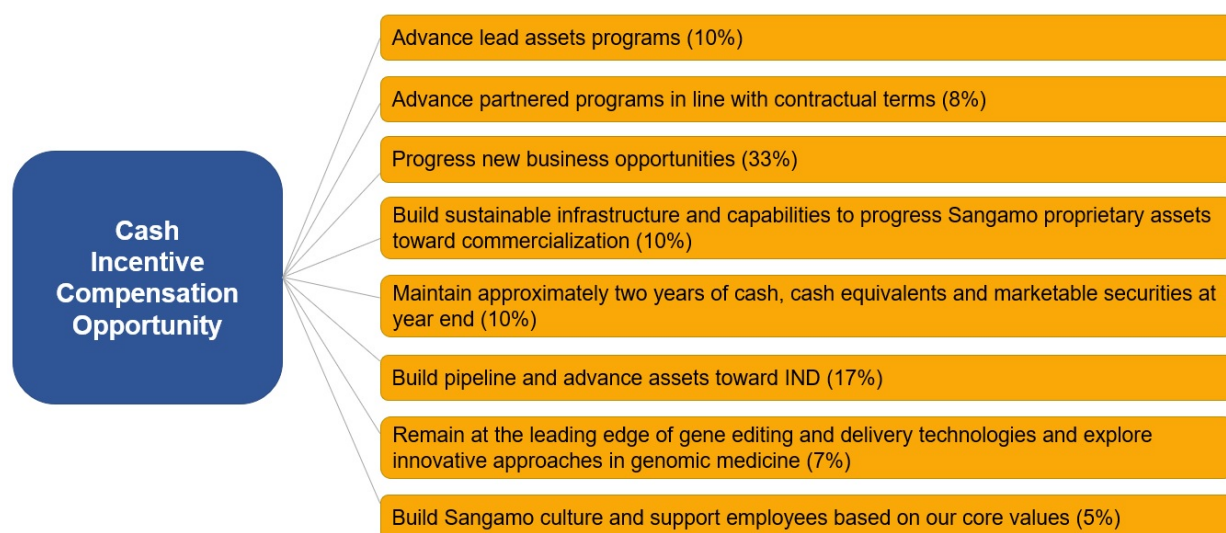 Cash
Incentive
Compensation
Opportunity
Advance lead assets programs (10%)
Advance partnered programs in line with contractual terms (8%)
Progress new business opportunities (33%)
Build sustainable infrastructure and capabilities to progress Sangamo proprietary assets
toward commercialization (10%)
Maintain approximately two years of cash, cash equivalents and marketable securities at
year end (10%)
Build pipeline and advance assets toward IND (17%)
Remain at the leading edge of gene editing and delivery technologies and explore
innovative approaches in genomic medicine (7%)
Build Sangamo culture and support employees based on our core values (5%)